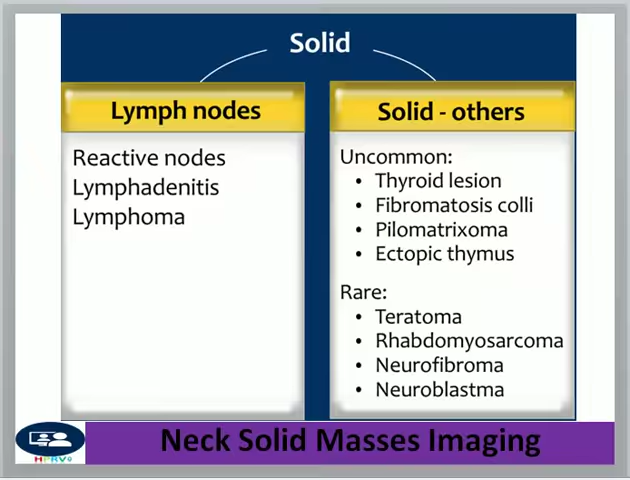 Solid
Lymph nodes
Reactive nodes
Lymphadenitis
Lymphoma
Solid - others
Uncommon:
• Thyroid lesion
• Fibromatosis colli
• Pilomatrixoma
• Ectopic thymus
Rare:
• Teratoma
• Rhabdomyosarcoma
• Neurofibroma
• Neuroblastma
HPRV
Neck Solid Masses Imaging